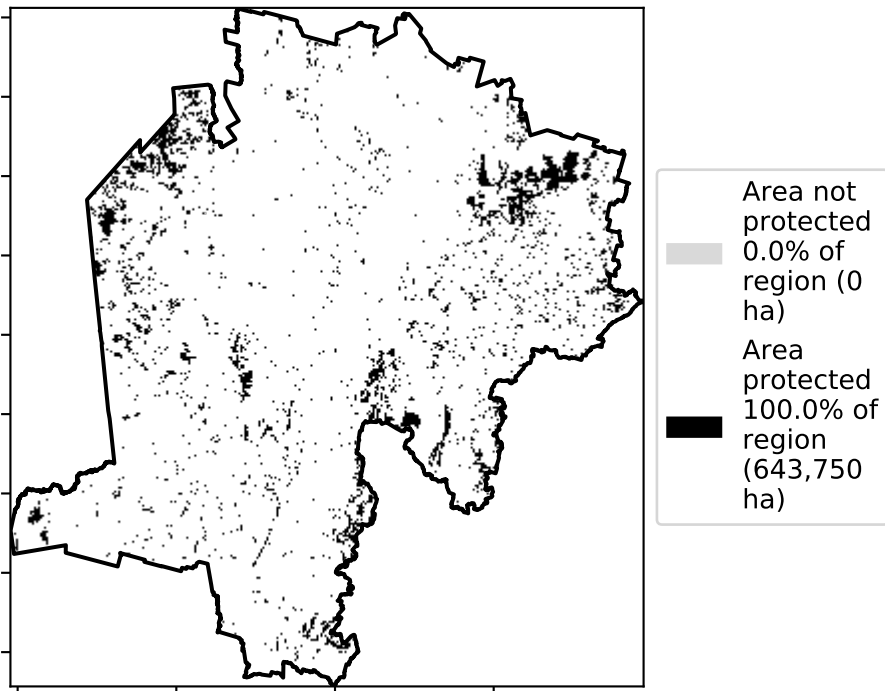 Area not
protected
0.0% of
region (0
ha)
Area
protected
100.0% of
region
(643,750
ha)